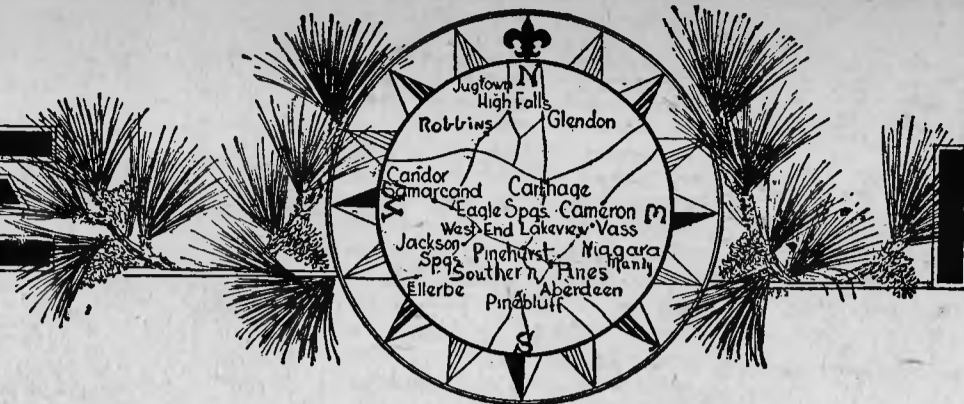 N
Jugtown
High Falls
Robbins Glendon
Candor
Samarcand Carthage
W Eagle Spgs. Cameron E
West End Lakeview Vass
Jackson Spgs Pinehurst Niagara
Manly
Southern Pines
Ellerbe Aberdeen
Pinebluff
S